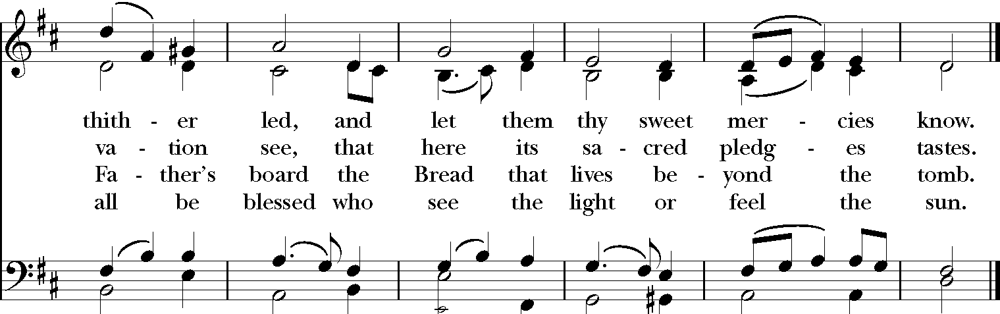 thith - er led, and let them thy sweet mer - cies know.
va - tion see, that here its sa - cred pledg - es tastes.
Fa - ther's board the Bread that lives be - yond the tomb.
all be blessed who see the light or feel the sun.